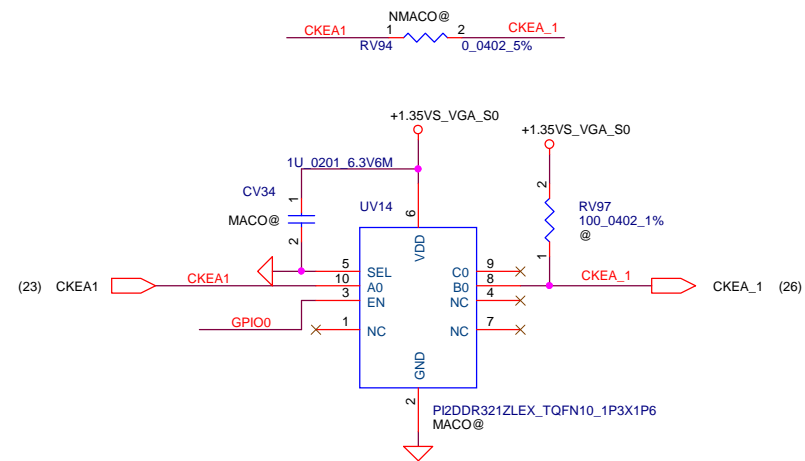 NMACO@
CKEA1 1 2 CKEA_1
RV94 0_0402_5%
+1.35VS_VGA_S0
+1.35VS_VGA_S0
1U_0201_6.3V6M
CV34 1
MACO@
2
UV14
6
VDD
2
RV97
100_0402_1%
@
1
5 SEL
10 A0
3 EN
1 NC
C0 9
B0 8
NC 4
NC 7
(23) CKEA1 CKEA1
CKEA_1 CKEA_1 (26)
GPIO0
GND
2
PI2DDR321ZLEX_TQFN10_1P3X1P6
MACO@